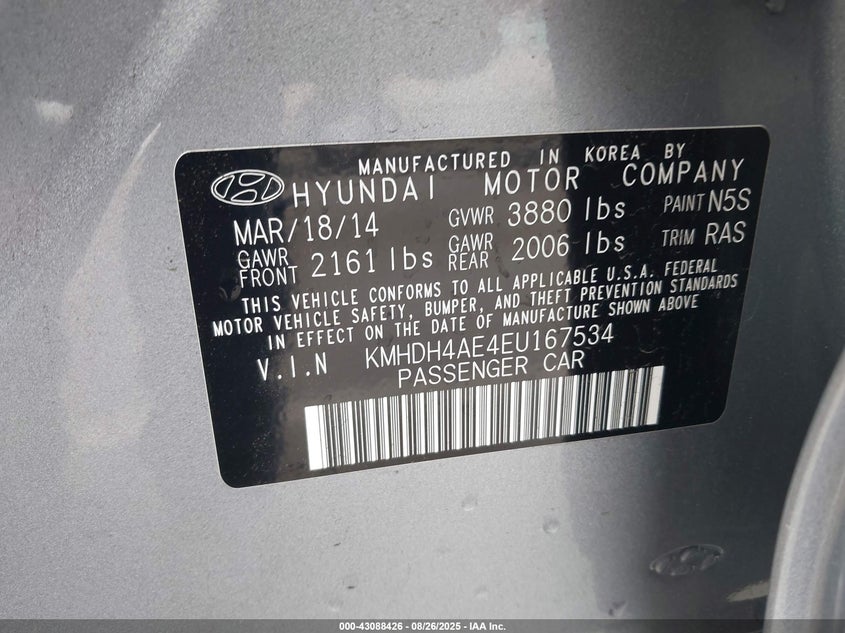 MANUFACTURED IN KOREA BY
HYUNDAI MOTOR COMPANY
MAR/18/14 GVWR 3880 lbs PAINT N5S
GAWR FRONT 2161 lbs GAWR REAR 2006 lbs TRIM RAS
THIS VEHICLE CONFORMS TO ALL APPLICABLE U.S.A. FEDERAL
MOTOR VEHICLE SAFETY, BUMPER, AND THEFT PREVENTION STANDARDS
IN EFFECT ON THE DATE OF MANUFACTURE SHOWN ABOVE
V.I.N KMHDH4AE4EU167534
PASSENGER CAR
000-43088426 - 08/26/2025 - IAA Inc.